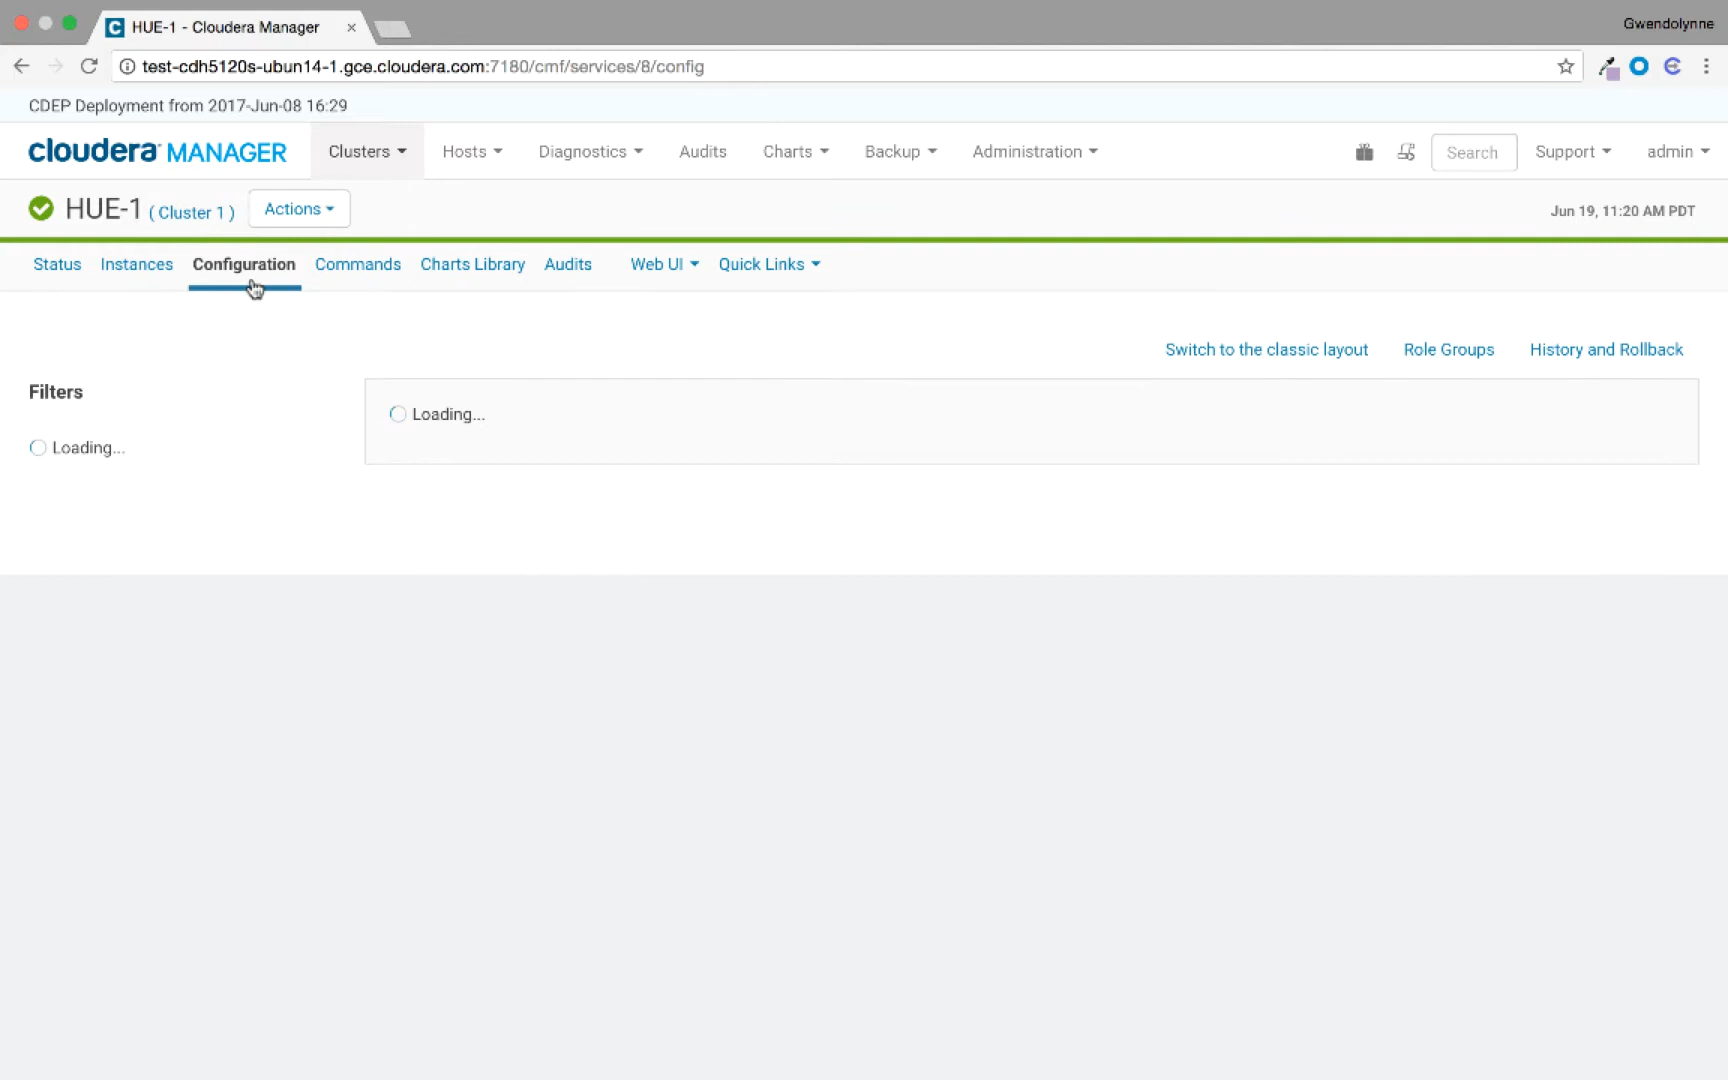 HUE-1 - Cloudera Manager
Gwendolynne
test-cdh5120s-ubun14-1.gce.cloudera.com:7180/cmf/services/8/config
CDEP Deployment from 2017-Jun-08 16:29
cloudera MANAGER Clusters Hosts Diagnostics Audits Charts Backup Administration Search Support admin
HUE-1 ( Cluster 1 ) Actions Jun 19, 11:20 AM PDT
Status Instances Configuration Commands Charts Library Audits Web UI Quick Links
Switch to the classic layout Role Groups History and Rollback
Filters
Loading...
Loading...